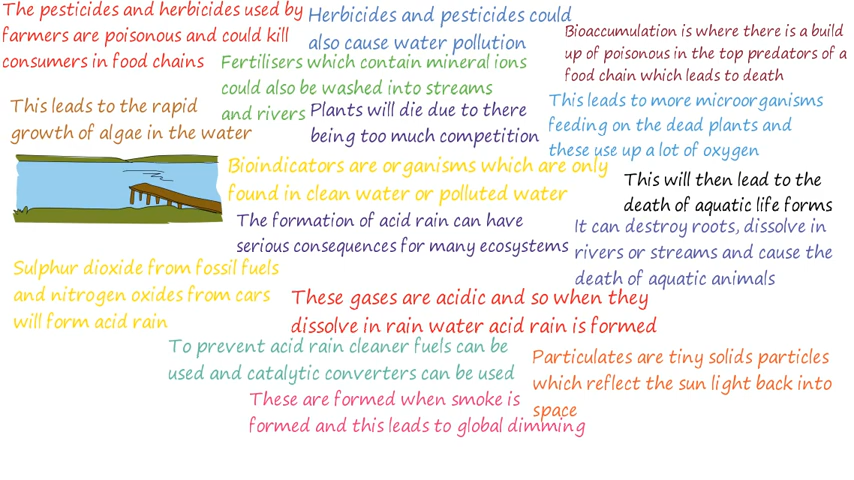 The pesticides and herbicides used by
farmers are poisonous and could kill
consumers in food chains
Herbicides and pesticides could
also cause water pollution
Bioaccumulation is where there is a build
up of poisonous in the top predators of a
food chain which leads to death
Fertilisers which contain mineral ions
could also be washed into streams
and rivers
This leads to the rapid
growth of algae in the water
Plants will die due to there
being too much competition
This leads to more microorganisms
feeding on the dead plants and
these use up a lot of oxygen
Bioindicators are organisms which are only
found in clean water or polluted water
This will then lead to the
death of aquatic life forms
The formation of acid rain can have
serious consequences for many ecosystems
It can destroy roots, dissolve in
rivers or streams and cause the
death of aquatic animals
Sulphur dioxide from fossil fuels
and nitrogen oxides from cars
will form acid rain
These gases are acidic and so when they
dissolve in rain water acid rain is formed
To prevent acid rain cleaner fuels can be
used and catalytic converters can be used
Particulates are tiny solids particles
which reflect the sun light back into
space
These are formed when smoke is
formed and this leads to global dimming